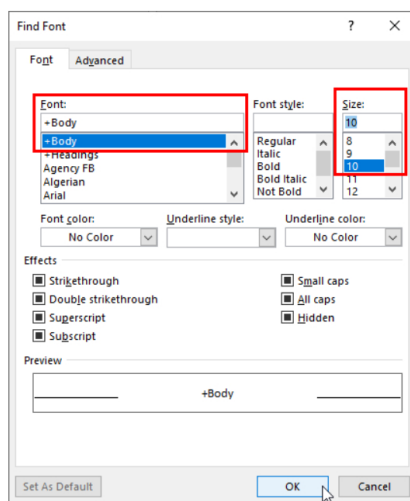 Find Font ? ×
Font Advanced
Font: Font style: Size:
+Body 10
+Body Regular 8
+Headings Italic 9
Agency FB Bold 10
Algerian Bold Italic 11
Arial Not Bold 12
Font color: Underline style: Underline color:
No Color No Color
Effects
Strikethrough Small caps
Double strikethrough All caps
Superscript Hidden
Subscript
Preview
+Body
Set As Default OK Cancel